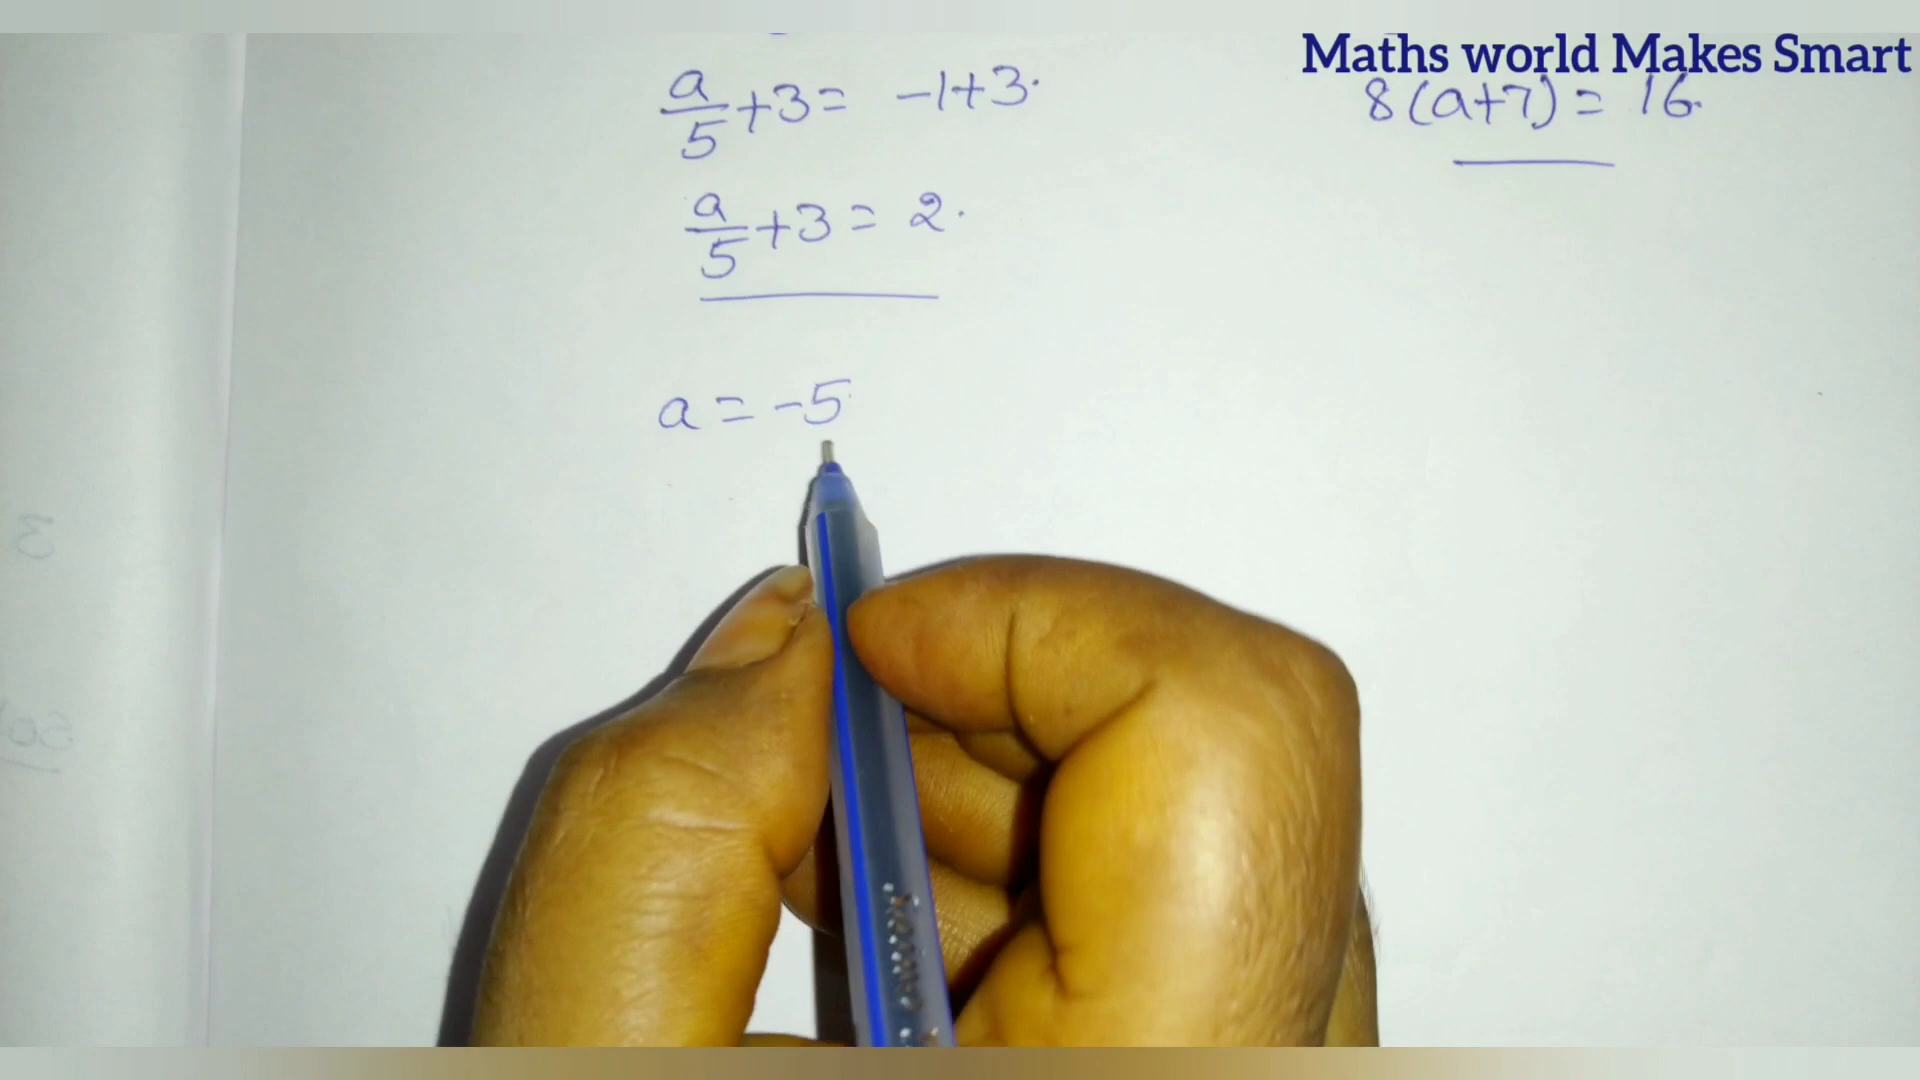 Maths world Makes Smart
a/5 + 3 = -1 + 3.
8(a+7) = 16.
a/5 + 3 = 2.
a = -5